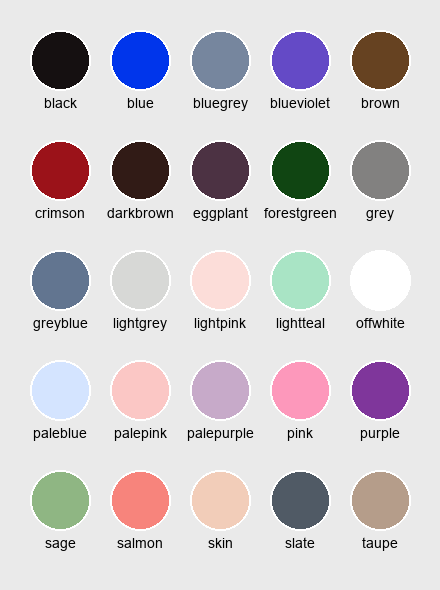 black blue bluegrey blueviolet brown
crimson darkbrown eggplant forestgreen grey
greyblue lightgrey lightpink lightteal offwhite
paleblue palepink palepurple pink purple
sage salmon skin slate taupe